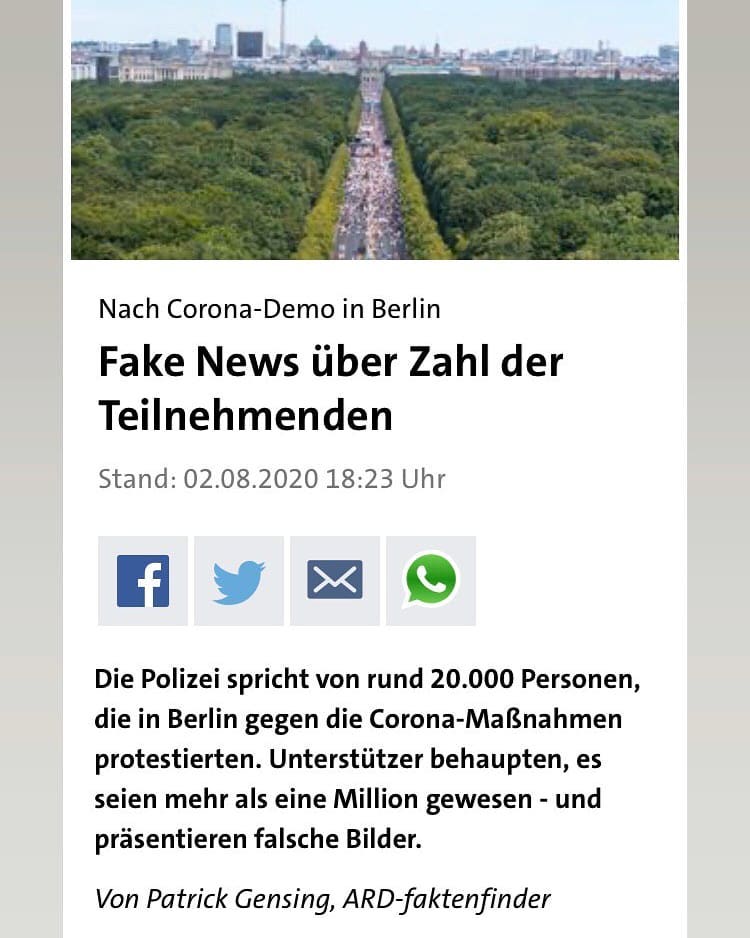 Nach Corona-Demo in Berlin
Fake News über Zahl der
Teilnehmenden
Stand: 02.08.2020 18:23 Uhr
Die Polizei spricht von rund 20.000 Personen,
die in Berlin gegen die Corona-Maßnahmen
protestierten. Unterstützer behaupten, es
seien mehr als eine Million gewesen - und
präsentieren falsche Bilder.
Von Patrick Gensing, ARD-faktenfinder